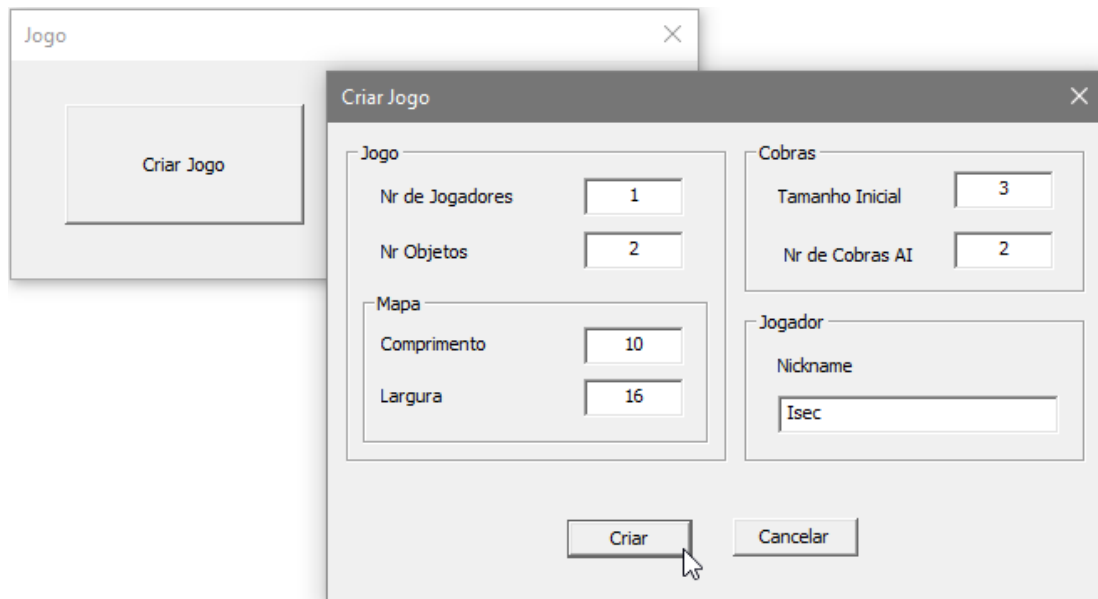 Jogo
Criar Jogo
Criar Jogo
Jogo
Nr de Jogadores 1
Nr Objetos 2
Mapa
Comprimento 10
Largura 16
Cobras
Tamanho Inicial 3
Nr de Cobras AI 2
Jogador
Nickname
Isec
Criar Cancelar